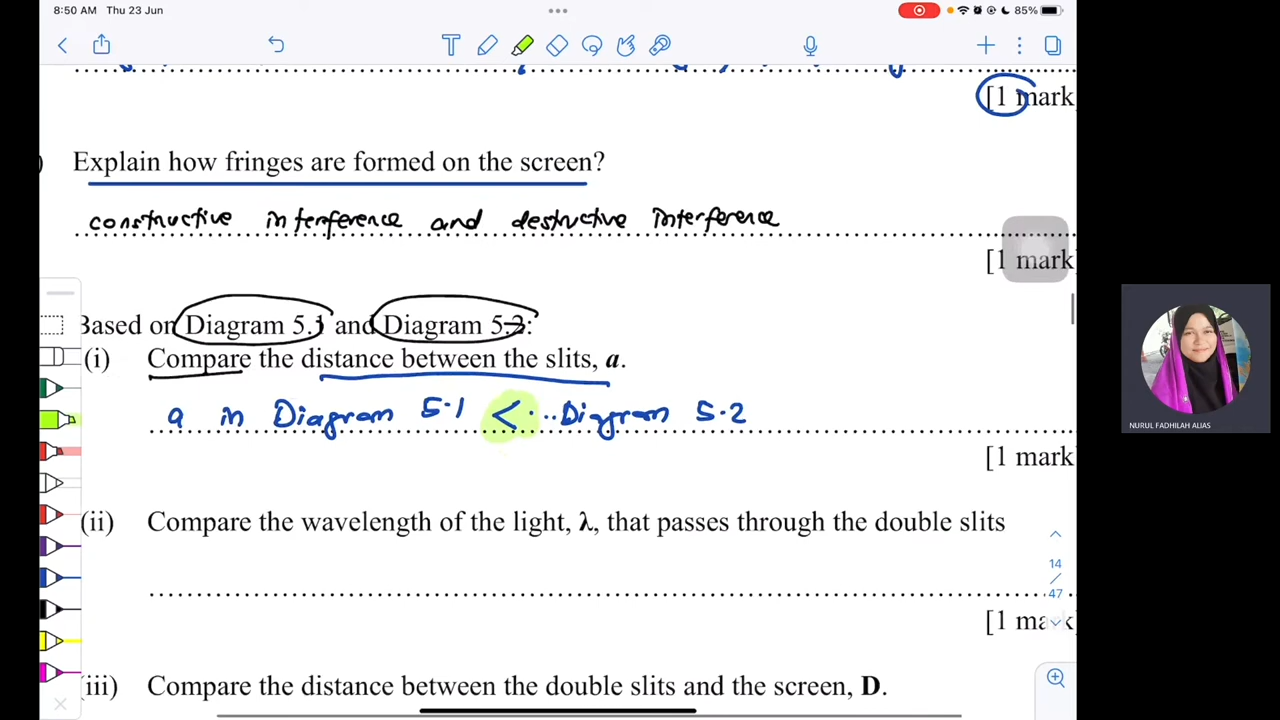 8:50 AM Thu 23 Jun
85%
[1 mark
Explain how fringes are formed on the screen?
constructive interference and destructive interference
[1 mark
Based on Diagram 5.1 and Diagram 5.2:
(i) Compare the distance between the slits, a.
a in Diagram 5.1 < Diagram 5.2
[1 mark]
(ii) Compare the wavelength of the light, λ, that passes through the double slits
14
/
47
[1 mark]
(iii) Compare the distance between the double slits and the screen, D.
NURUL FADHILAH ALIAS